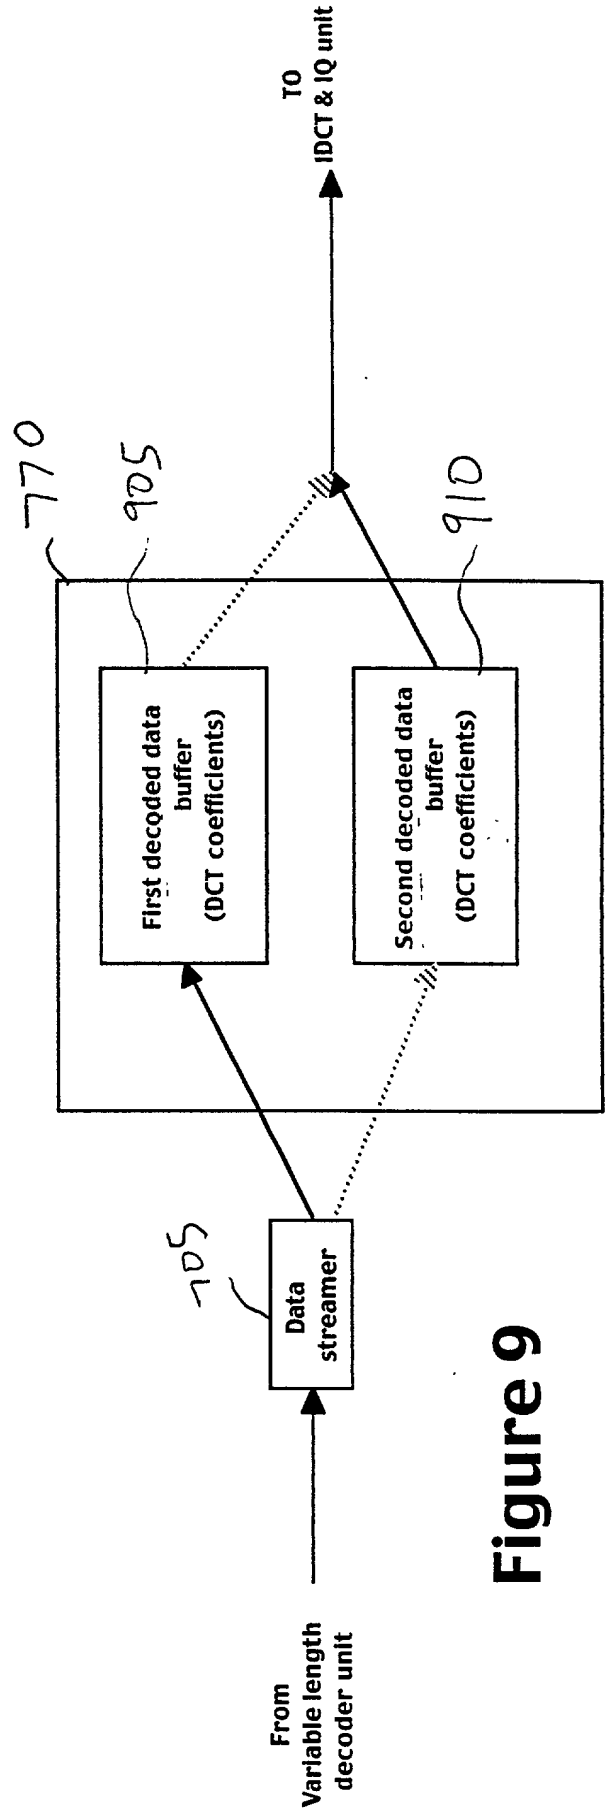 From
Variable length
decoder unit
Data
streamer
705
770
First decoded data
buffer
(DCT coefficients)
905
Second decoded data
buffer
(DCT coefficients)
910
TO
IDCT & IQ unit
Figure 9